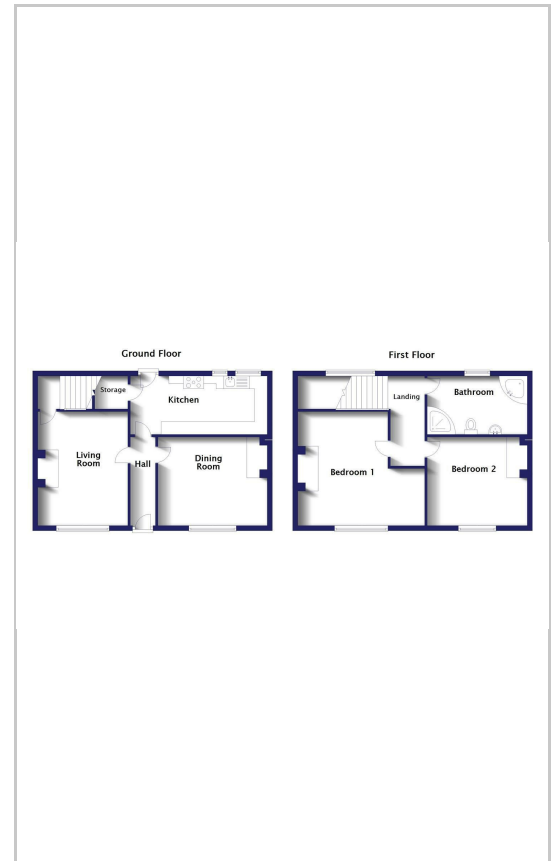 Ground Floor
Storage
Kitchen
Living
Room
Hall
Dining
Room
First Floor
Landing
Bathroom
Bedroom 1
Bedroom 2